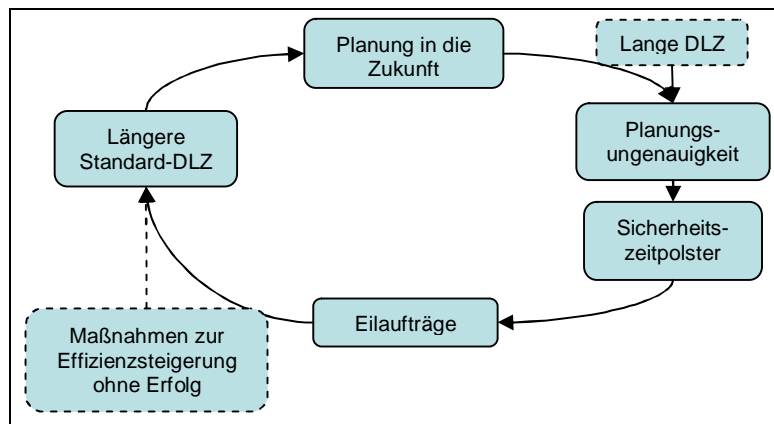 Planung in die
Zukunft
Lange DLZ
Längere
Standard-DLZ
Planungs-
ungenauigkeit
Sicherheits-
zeitpolster
Eilaufträge
Maßnahmen zur
Effizienzsteigerung
ohne Erfolg